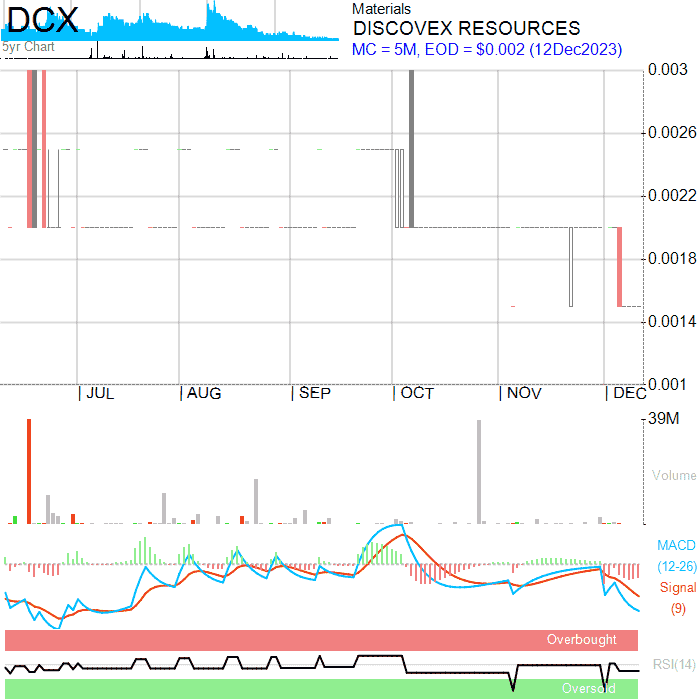 DCX
5yr Chart
Materials
DISCOVEX RESOURCES
MC = 5M, EOD = $0.002 (12Dec2023)
0.003
0.0026
0.0022
0.0018
0.0014
0.001
JUL AUG SEP OCT NOV DEC
39M
Volume
MACD
(12-26)
Signal
(9)
Overbought
RSI(14)
Oversold